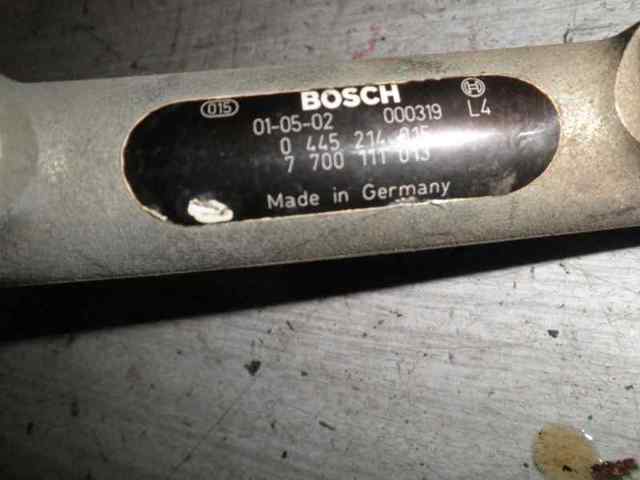 015 BOSCH
01-05-02 000319 L4
0 445 214 015
7 700 111 013
Made in Germany